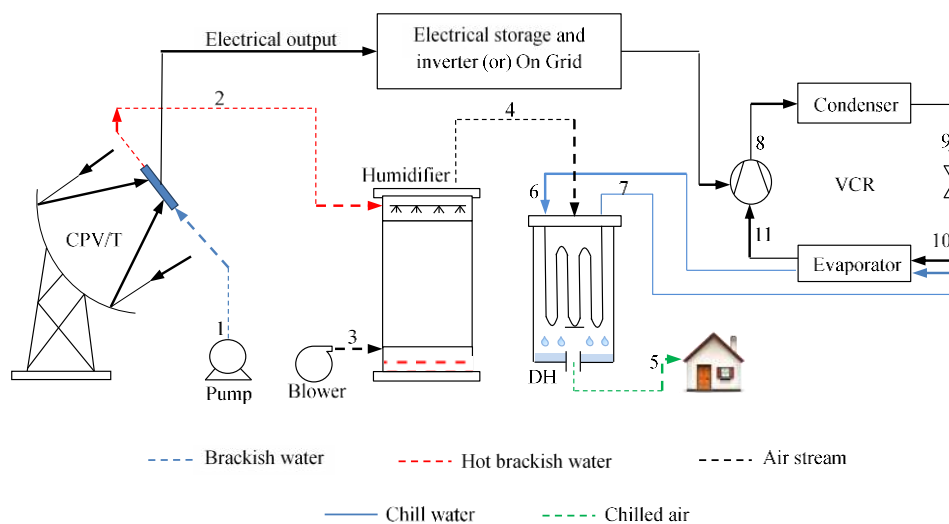 Electrical output
Electrical storage and
inverter (or) On Grid
2
4
8
Condenser
9
Humidifier
6
7
VCR
CPV/T
11
10
Evaporator
1
3
5
Pump
Blower
DH
Brackish water
Hot brackish water
Air stream
Chill water
Chilled air